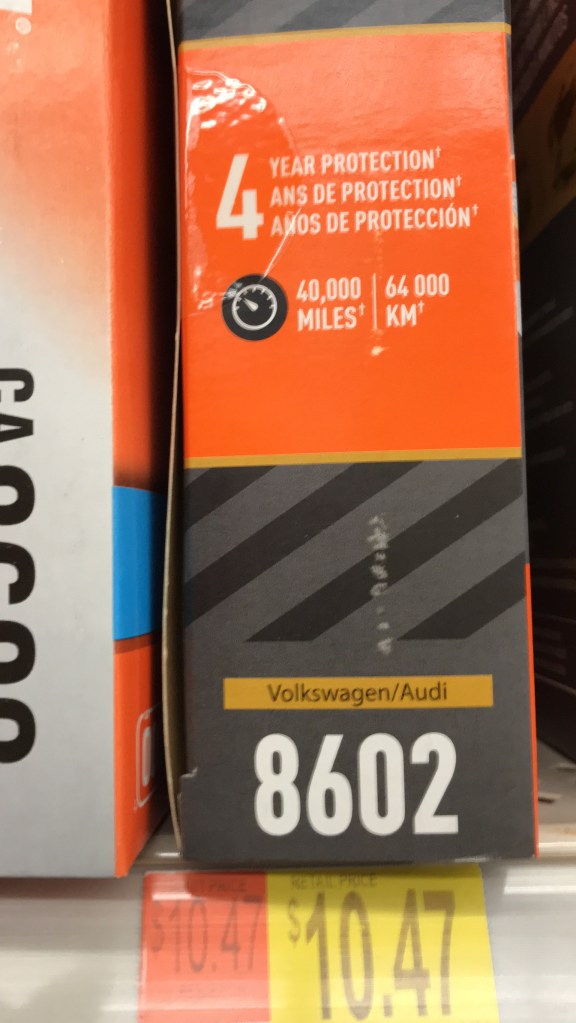 4
YEAR PROTECTION†
ANS DE PROTECTION†
AÑOS DE PROTECCIÓN†
40,000 MILES†
64 000 KM†
Volkswagen/Audi
8602
RETAIL PRICE
$10.47
$10.47